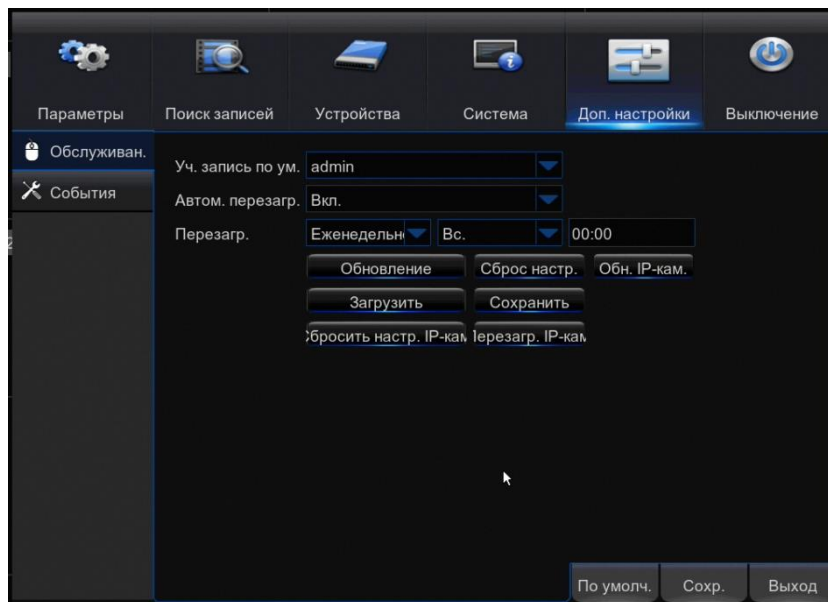 Параметры Поиск записей Устройства Система Доп. настройки Выключение
Обслуживан.
События
Уч. запись по ум. admin
Автом. перезагр. Вкл.
Перезагр. Еженедельн Вс. 00:00
Обновление Сброс настр. Обн. IP-кам.
Загрузить Сохранить
Сбросить настр. IP-кам Перезагр. IP-кам
По умолч. Сохр. Выход